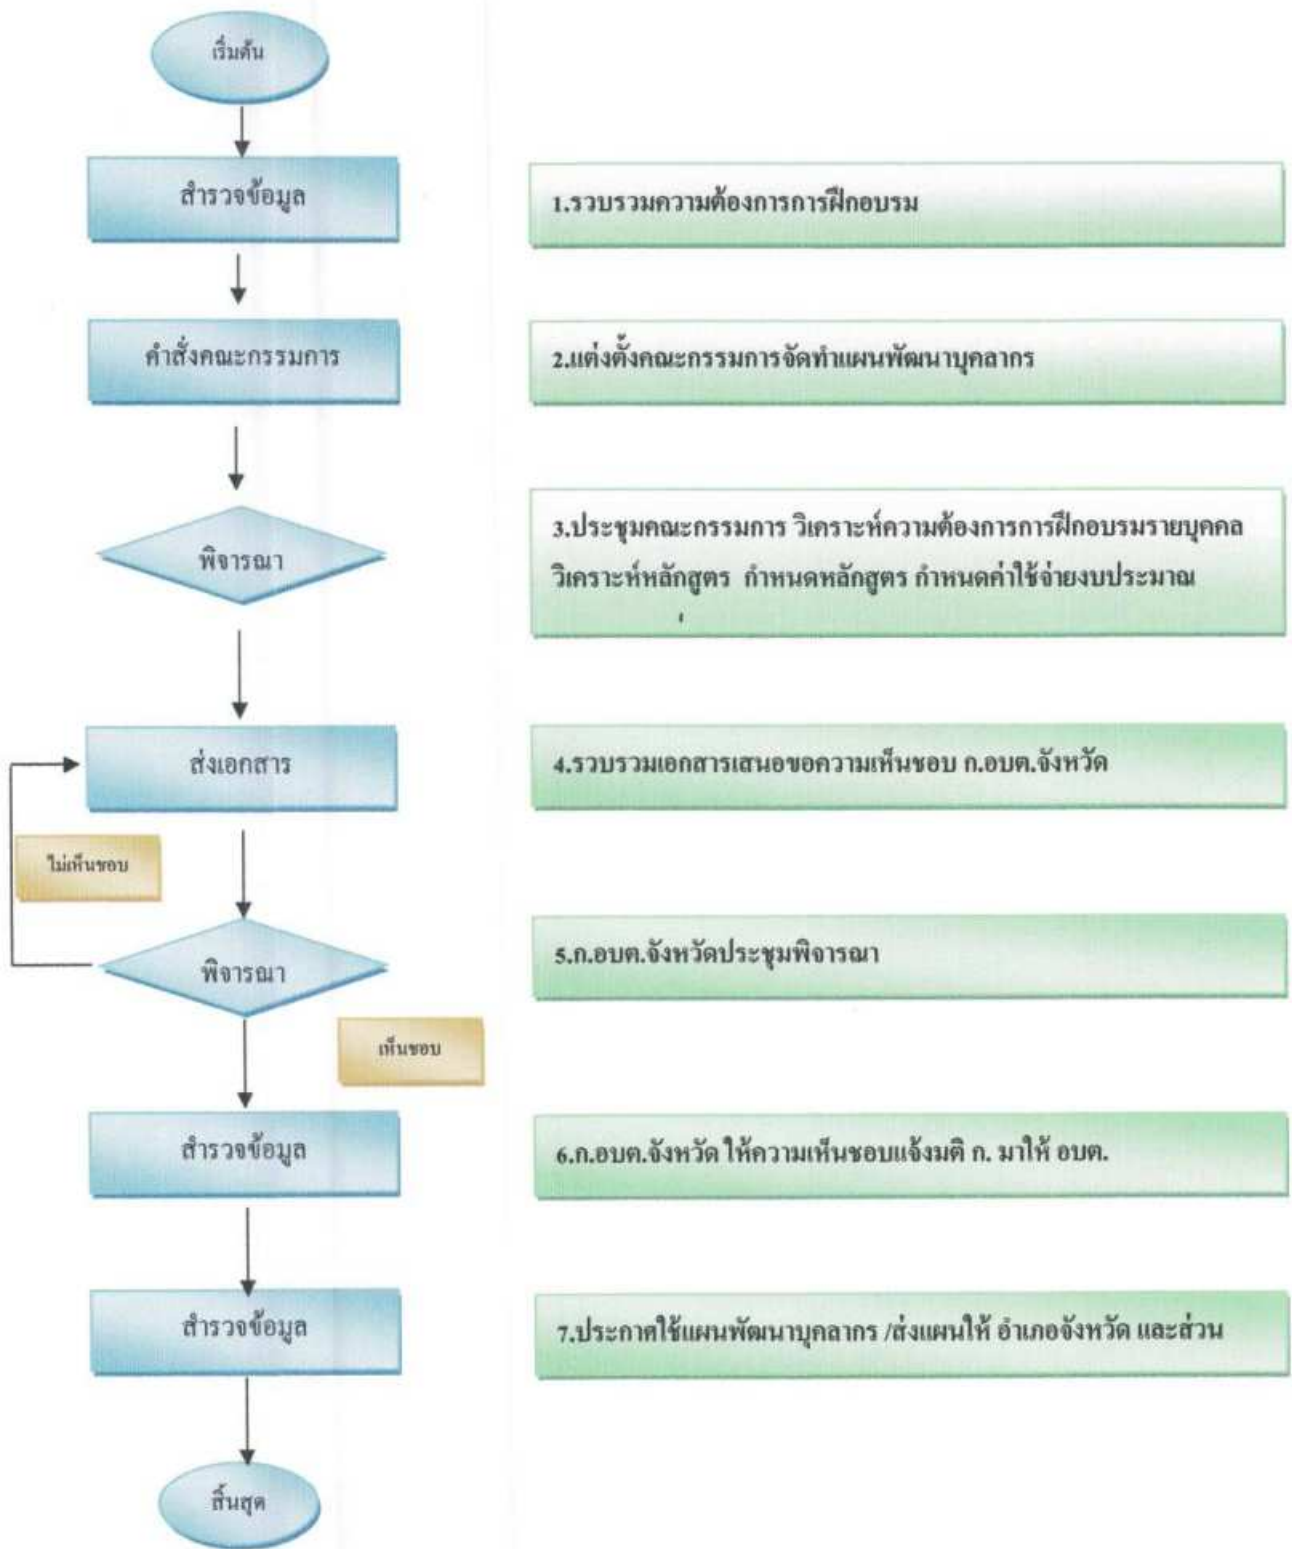 เริ่มต้น
สำรวจข้อมูล
1.รวบรวมความต้องการการฝึกอบรม
คำสั่งคณะกรรมการ
2.แต่งตั้งคณะกรรมการจัดทำแผนพัฒนาบุคลากร
พิจารณา
3.ประชุมคณะกรรมการ วิเคราะห์ความต้องการการฝึกอบรมรายบุคคล
วิเคราะห์หลักสูตร กำหนดหลักสูตร กำหนดค่าใช้จ่ายงบประมาณ
ส่งเอกสาร
4.รวบรวมเอกสารเสนอขอความเห็นชอบ ก.อบต.จังหวัด
ไม่เห็นชอบ
พิจารณา
5.ก.อบต.จังหวัดประชุมพิจารณา
เห็นชอบ
สำรวจข้อมูล
6.ก.อบต.จังหวัด ให้ความเห็นชอบแจ้งมติ ก. มาให้ อบต.
สำรวจข้อมูล
7.ประกาศใช้แผนพัฒนาบุคลากร /ส่งแผนให้ อำเภอจังหวัด และส่วน
สิ้นสุด